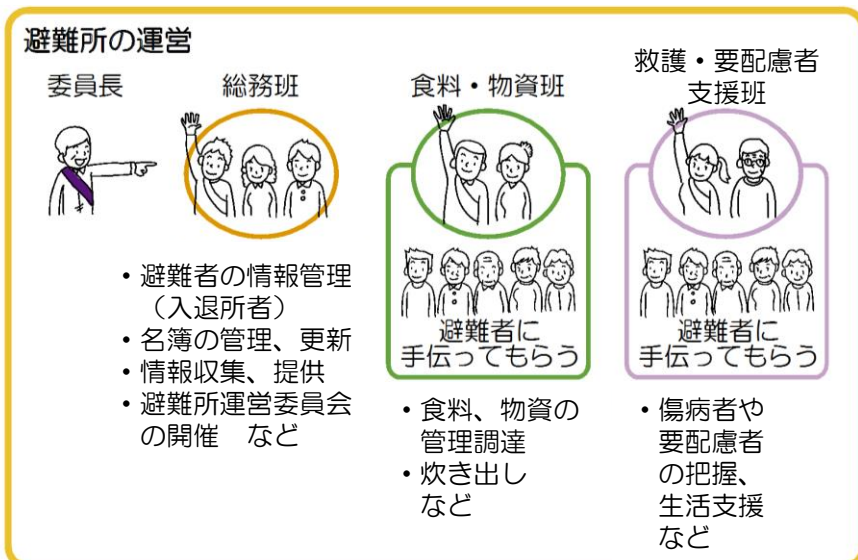 避難所の運営
委員長
総務班
食料・物資班
救護・要配慮者
支援班
避難者に
手伝ってもらう
避難者に
手伝ってもらう
・避難者の情報管理
（入退所者）
・名簿の管理、更新
・情報収集、提供
・避難所運営委員会
の開催　など
・食料、物資の
管理調達
・炊き出し
など
・傷病者や
要配慮者
の把握、
生活支援
など